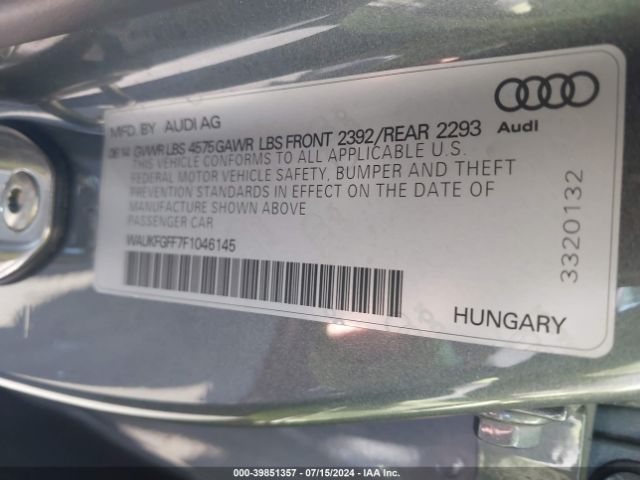 MFD. BY AUDI AG
06.14 GVWR LBS 4575 GAWR LBS FRONT 2392/REAR 2293
THIS VEHICLE CONFORMS TO ALL APPLICABLE U.S.
FEDERAL MOTOR VEHICLE SAFETY, BUMPER AND THEFT
PREVENTION STANDARDS IN EFFECT ON THE DATE OF
MANUFACTURE SHOWN ABOVE
PASSENGER CAR
WAUKFGFF7F1046145
Audi
3320132
HUNGARY
000-39851357 - 07/15/2024 - IAA Inc.